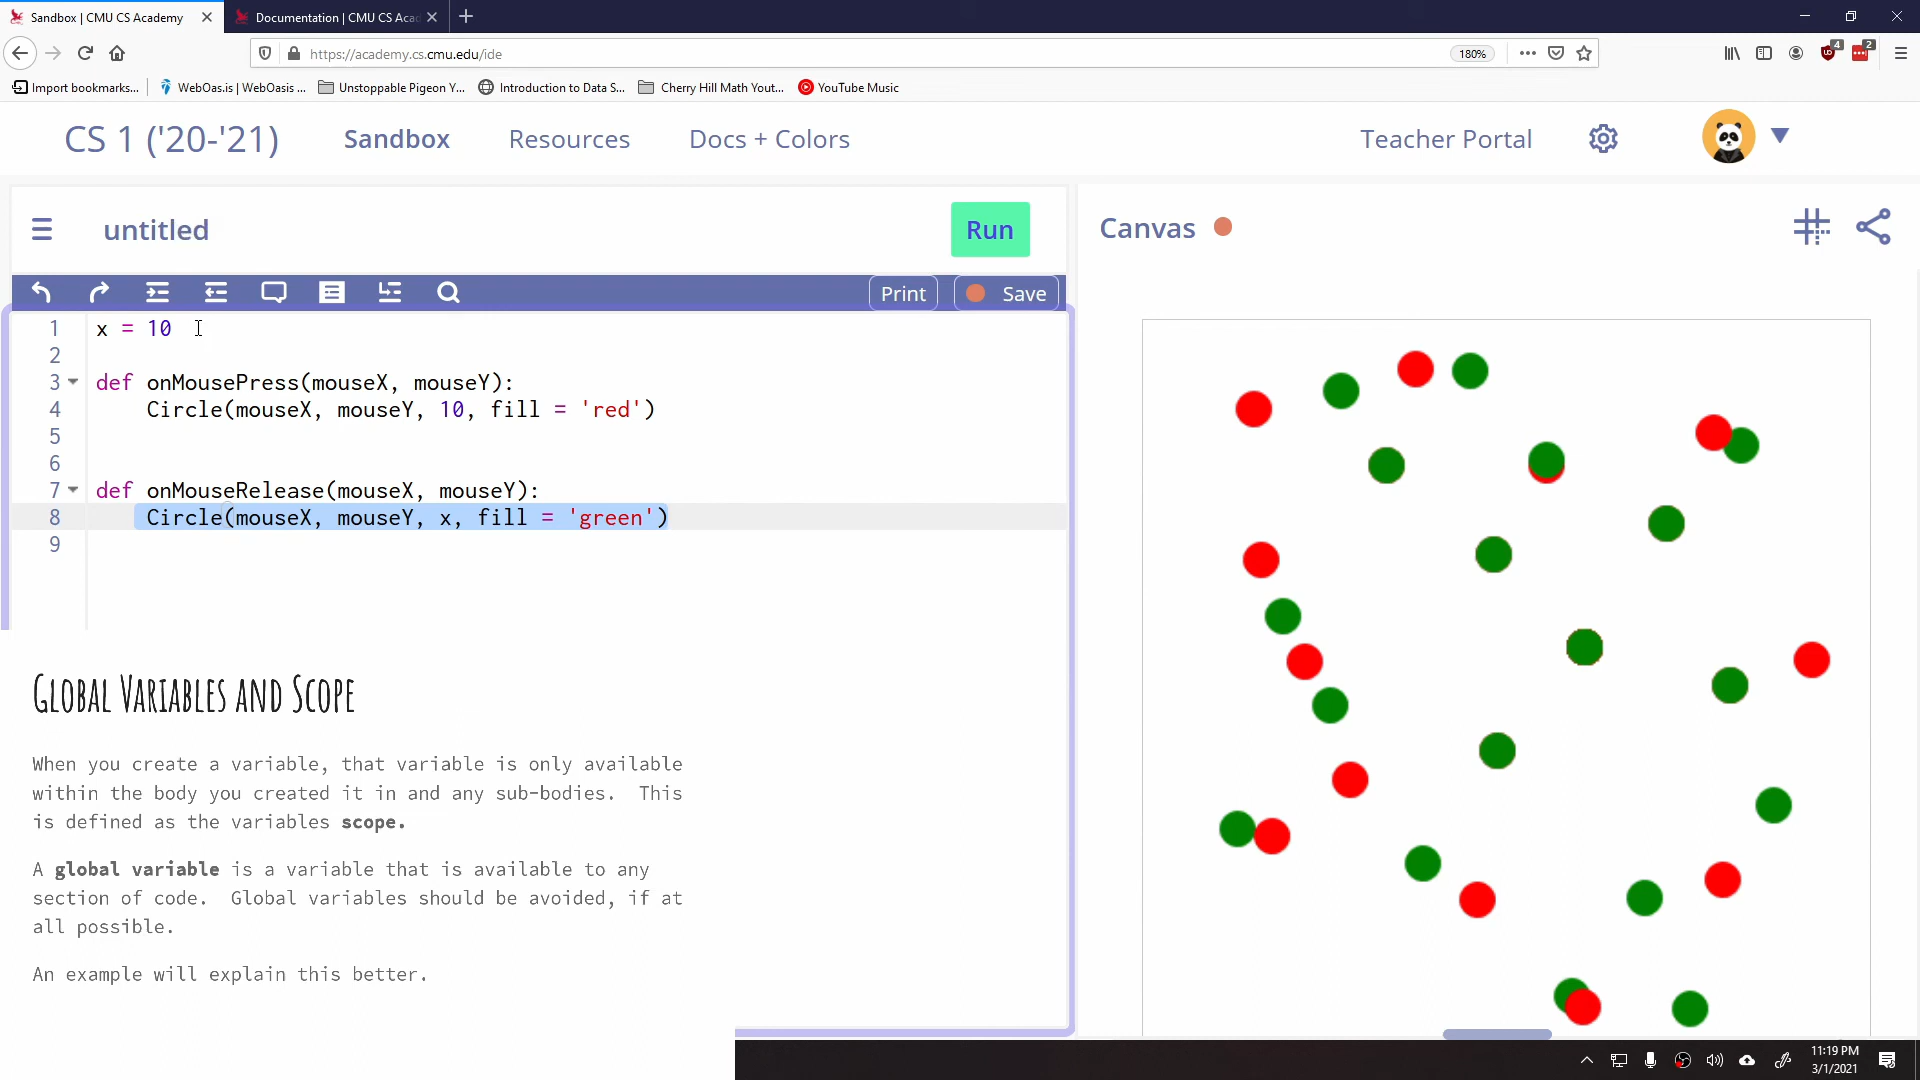 Sandbox | CMU CS Academy
Documentation | CMU CS Aca
https://academy.cs.cmu.edu/ide
180%
4
2
Import bookmarks...
WebOas.is | WebOasis ...
Unstoppable Pigeon Y...
Introduction to Data S...
Cherry Hill Math Yout...
YouTube Music
CS 1 ('20-'21)
Sandbox
Resources
Docs + Colors
Teacher Portal
untitled
Run
Canvas
Print
Save
1 x = 10
2
3 def onMousePress(mouseX, mouseY):
4 Circle(mouseX, mouseY, 10, fill = 'red')
5
6
7 def onMouseRelease(mouseX, mouseY):
8 Circle(mouseX, mouseY, x, fill = 'green')
9
Global Variables and Scope
When you create a variable, that variable is only available
within the body you created it in and any sub-bodies. This
is defined as the variables scope.
A global variable is a variable that is available to any
section of code. Global variables should be avoided, if at
all possible.
An example will explain this better.
11:19 PM
3/1/2021